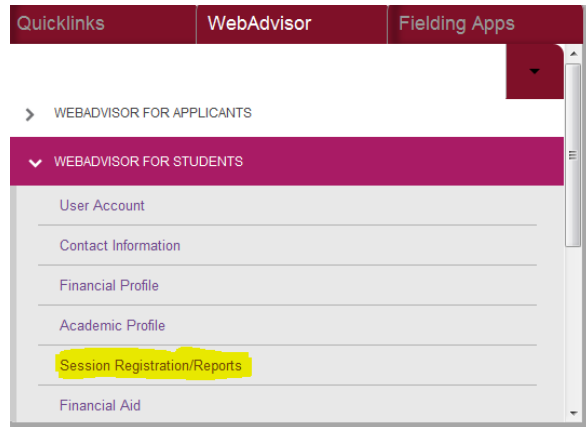 Quicklinks WebAdvisor Fielding Apps
WEBADVISOR FOR APPLICANTS
WEBADVISOR FOR STUDENTS
User Account
Contact Information
Financial Profile
Academic Profile
Session Registration/Reports
Financial Aid